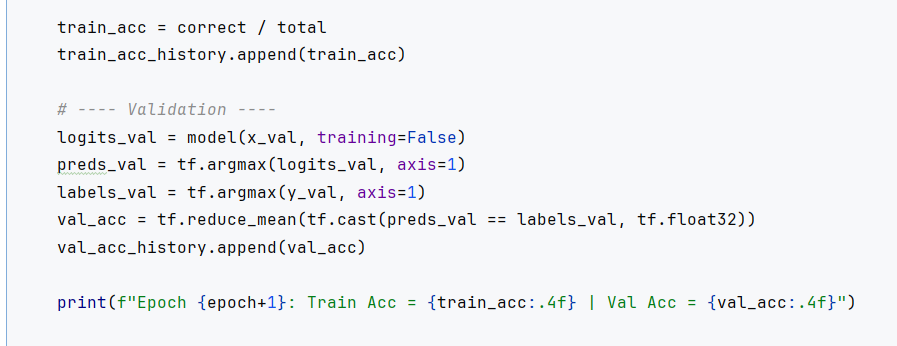 train_acc = correct / total
train_acc_history.append(train_acc)
# ---- Validation ----
logits_val = model(x_val, training=False)
preds_val = tf.argmax(logits_val, axis=1)
labels_val = tf.argmax(y_val, axis=1)
val_acc = tf.reduce_mean(tf.cast(preds_val == labels_val, tf.float32))
val_acc_history.append(val_acc)
print(f"Epoch {epoch+1}: Train Acc = {train_acc:.4f} | Val Acc = {val_acc:.4f}")